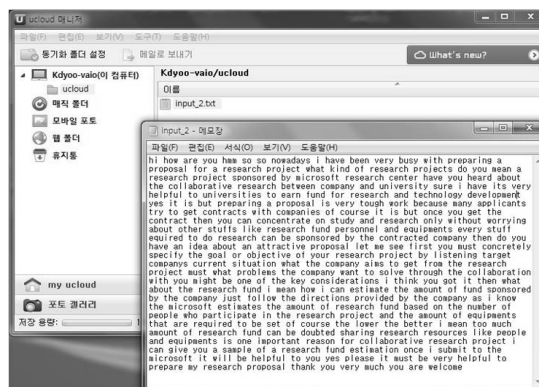 ucloud 매니저
파일(F) 편집(E) 보기(V) 도구(T) 도움말(H)
동기화 폴더 설정 메일로 보내기 What's new?
Kdyoo-vaio(이 컴퓨터)
ucloud
매직 폴더
모바일 포토
웹 폴더
휴지통
my ucloud
포토 갤러리
저장 용량:
Kdyoo-vaio/ucloud
이름
input_2.txt
input_2 - 메모장
파일(F) 편집(E) 서식(O) 보기(V) 도움말(H)
hi how are you hmm so so nowadays i have been very busy with preparing a
proposal for a research project what kind of research projects do you mean a
research project sponsored by microsoft research center have you heard about
the collaborative research between company and university sure i have its very
helpful to universities to earn fund for research and technology development
yes it is but preparing a proposal is very tough work because many applicants
try to get contracts with companies of course it is but once you get the
contract then you can concentrate on study and research only without worrying
about other stuffs like research fund personnel and equipments every stuff
equired to do research can be sponsored by the contracted company then do you
have an idea about an attractive proposal let me see first you must concretely
specify the goal or objective of your research project by listening target
companys current situation what the company aims to get from the research
project must what problems the company want to solve through the collaboration
with you might be one of the key considerations i think you got it then what
about the research fund i mean how i can estimate the amount of fund sponsored
by the company just follow the directions provided by the company as i know
the microsoft estimates the amount of research fund based on the number of
people who participate in the research project and the amount of equipments
that are required to be set of course the lower the better i mean too much
amount of research fund can be doubted sharing research resources like people
and equipments is one important reason for collaborative research project i
can give you a sample of a research fund estimation once i submit to the
microsoft it will be helpful to you yes please it must be very helpful to
prepare my research proposal thank you very much you are welcome